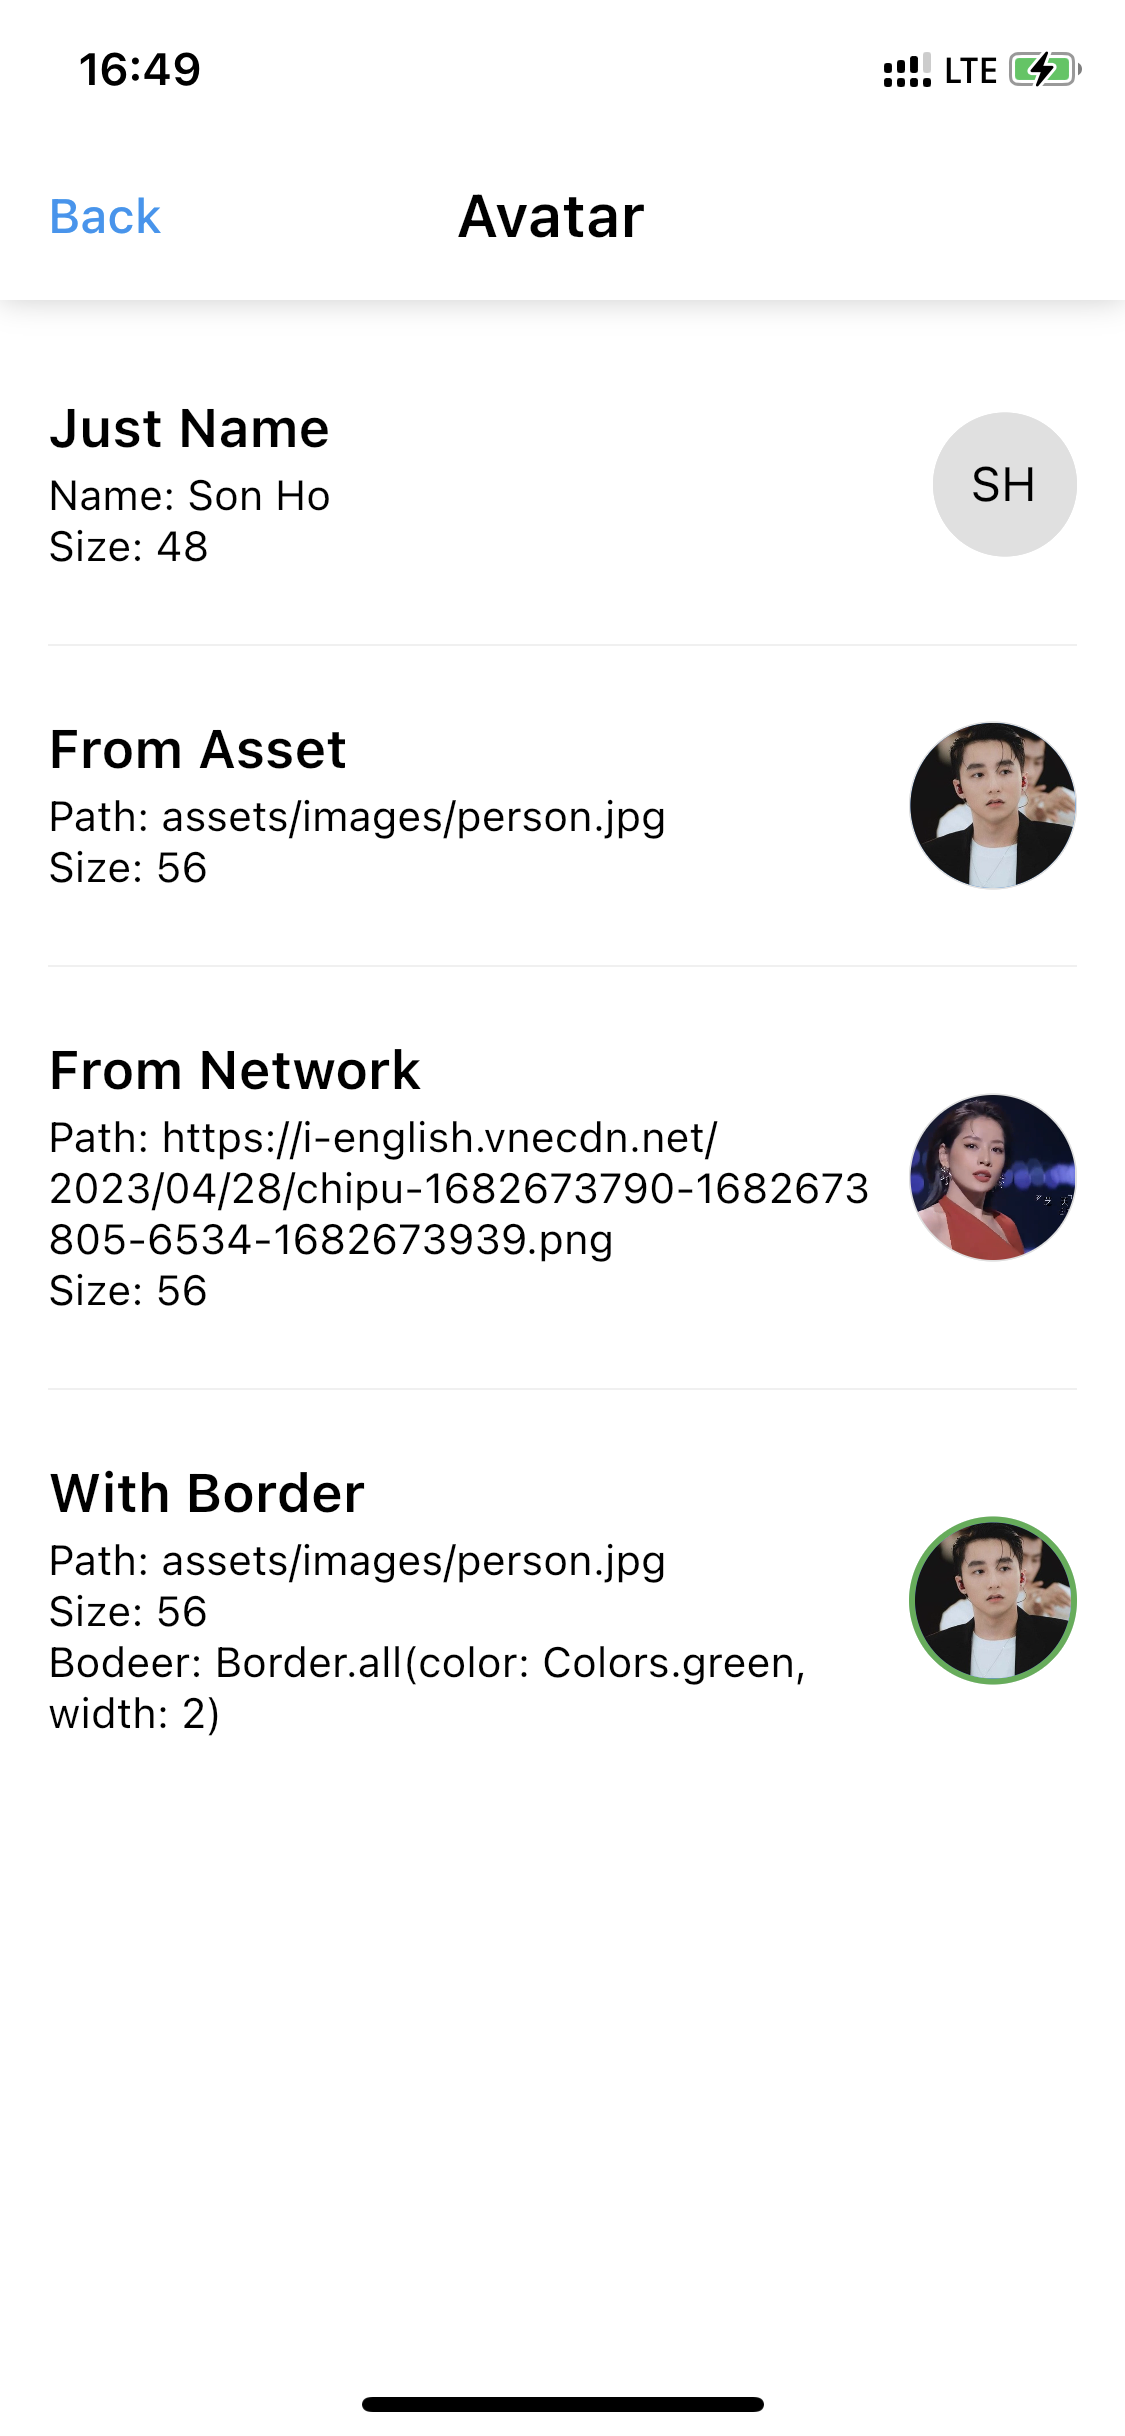 16:49
LTE
Back
Avatar
Just Name
Name: Son Ho
Size: 48
SH
From Asset
Path: assets/images/person.jpg
Size: 56
From Network
Path: https://i-english.vnecdn.net/
2023/04/28/chipu-1682673790-1682673
805-6534-1682673939.png
Size: 56
With Border
Path: assets/images/person.jpg
Size: 56
Bodeer: Border.all(color: Colors.green,
width: 2)